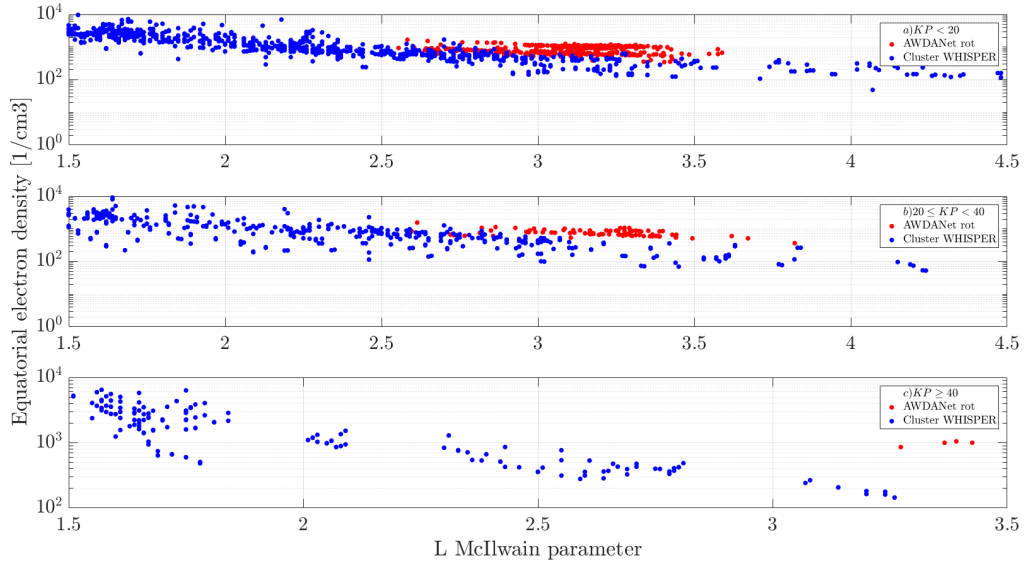 Equatorial electron density [1/cm3]
10^4
10^2
10^0
1.5 2 2.5 3 3.5 4 4.5
a)KP < 20
AWDANet rot
Cluster WHISPER
10^4
10^2
10^0
1.5 2 2.5 3 3.5 4 4.5
b)20 ≤ KP < 40
AWDANet rot
Cluster WHISPER
10^4
10^3
10^2
1.5 2 2.5 3 3.5
c)KP ≥ 40
AWDANet rot
Cluster WHISPER
L McIlwain parameter